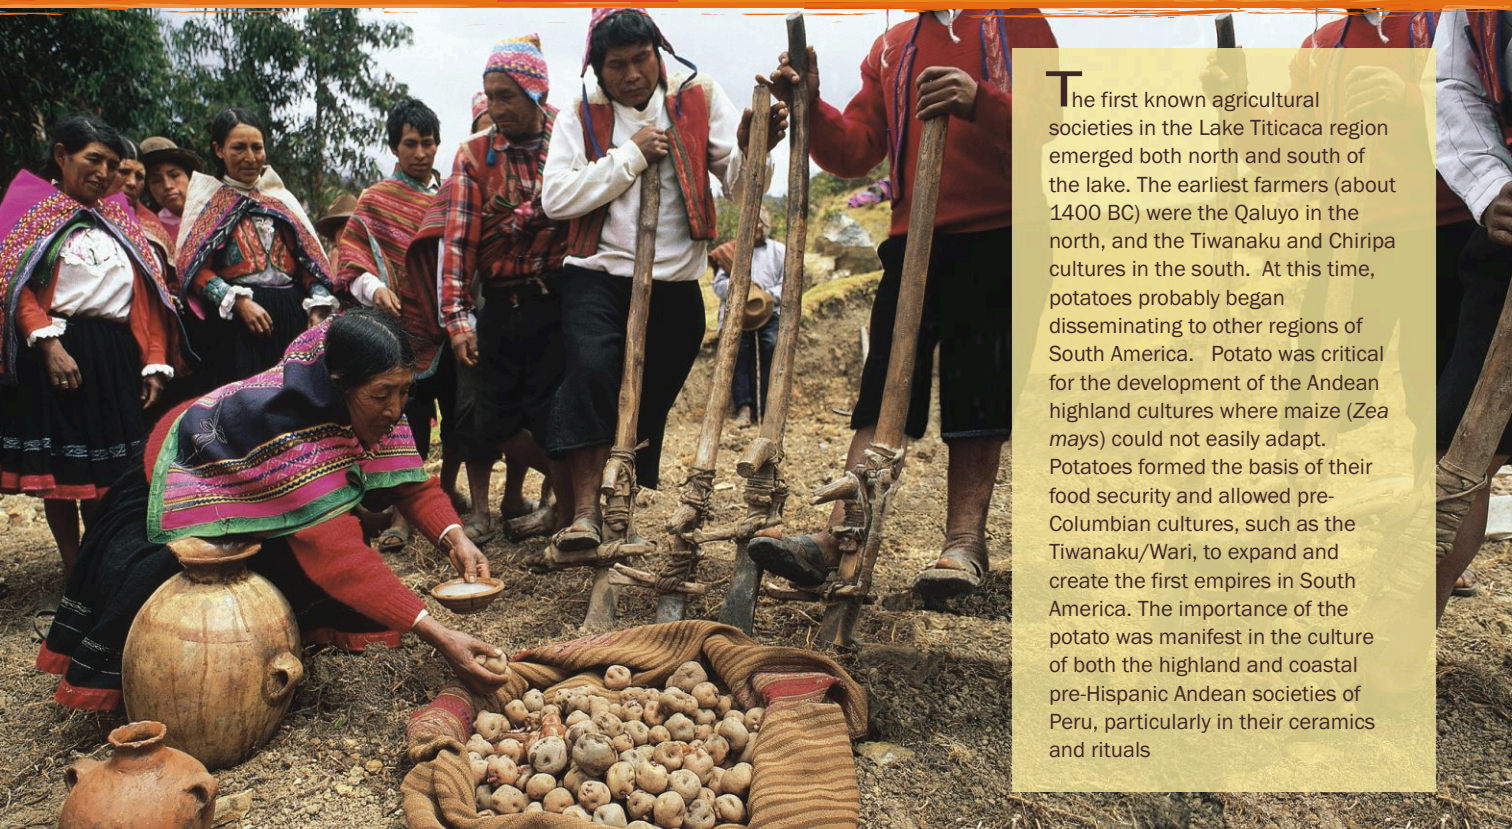 The first known agricultural
societies in the Lake Titicaca region
emerged both north and south of
the lake. The earliest farmers (about
1400 BC) were the Qaluyo in the
north, and the Tiwanaku and Chiripa
cultures in the south.  At this time,
potatoes probably began
disseminating to other regions of
South America.   Potato was critical
for the development of the Andean
highland cultures where maize (Zea
mays) could not easily adapt.
Potatoes formed the basis of their
food security and allowed pre-
Columbian cultures, such as the
Tiwanaku/Wari, to expand and
create the first empires in South
America. The importance of the
potato was manifest in the culture
of both the highland and coastal
pre-Hispanic Andean societies of
Peru, particularly in their ceramics
and rituals